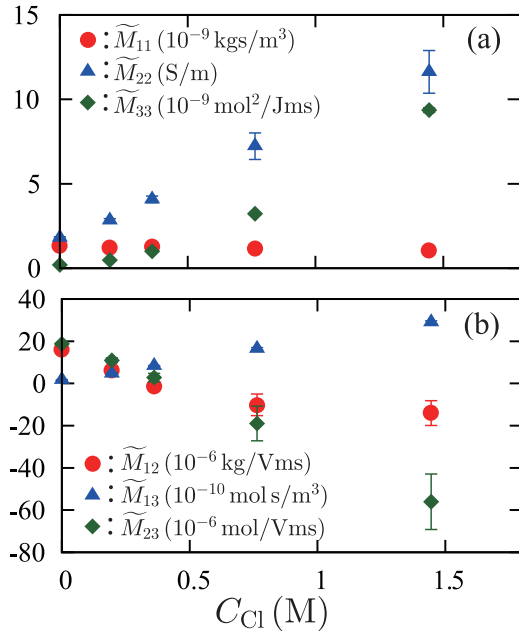 15
(a)
: M̃₁₁ (10⁻⁹ kgs/m³)
: M̃₂₂ (S/m)
10
: M̃₃₃ (10⁻⁹ mol²/Jms)
5
0
40
(b)
20
0
-20
: M̃₁₂ (10⁻⁶ kg/Vms)
-40
: M̃₁₃ (10⁻¹⁰ mol s/m³)
-60
: M̃₂₃ (10⁻⁶ mol/Vms)
-80
0 0.5 1 1.5
C_Cl (M)